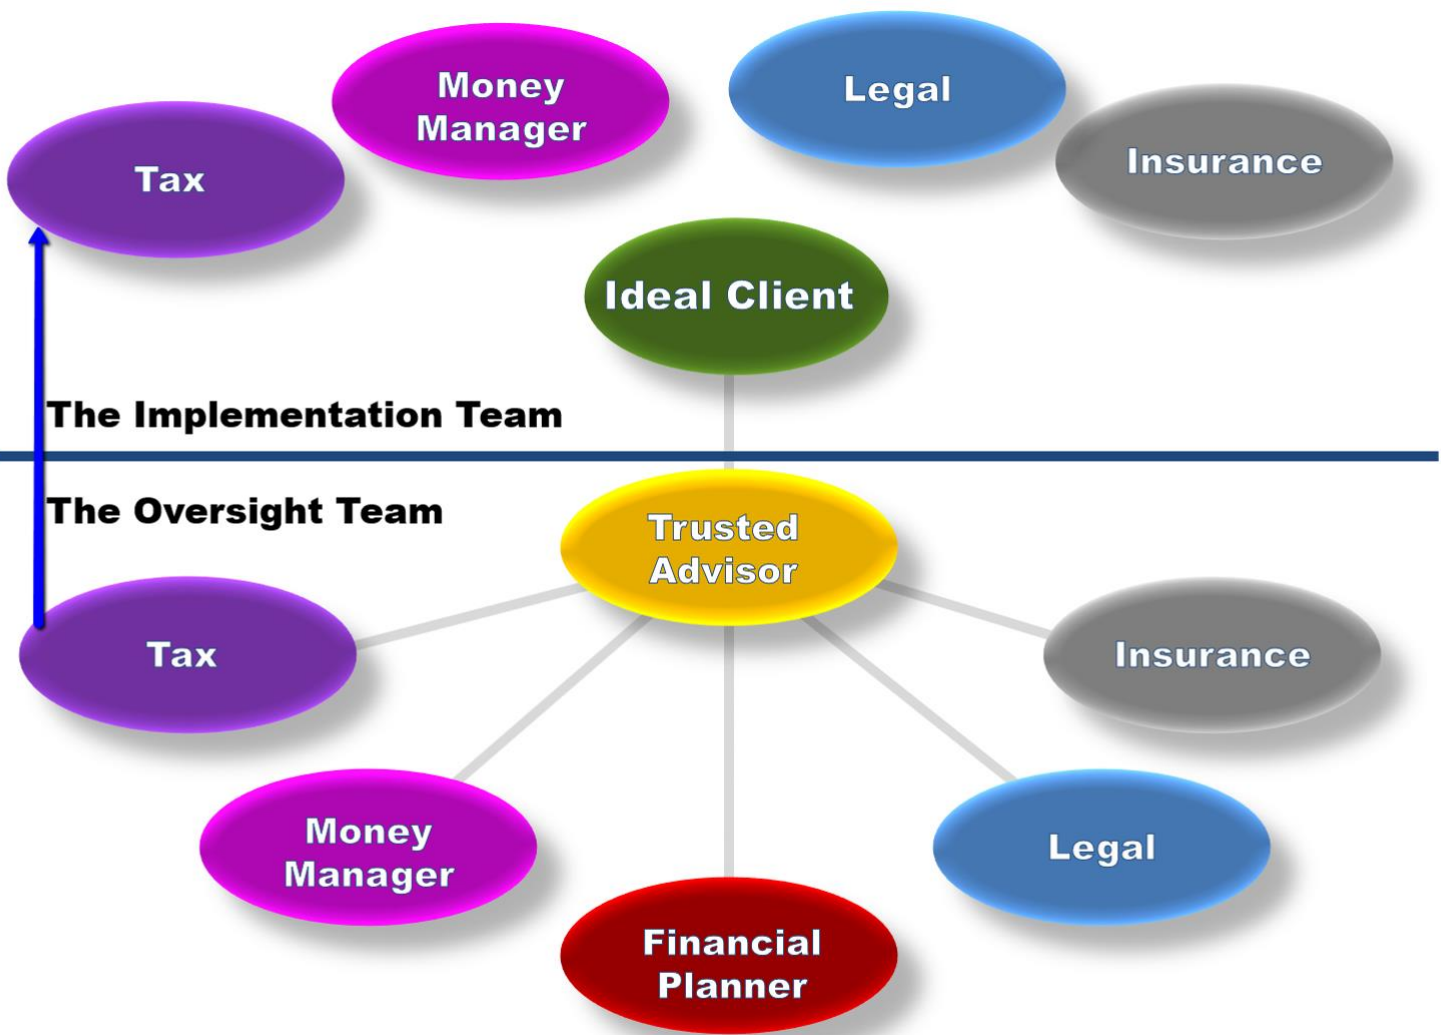 Money
Manager
Legal
Tax
Insurance
Ideal Client
The Implementation Team
The Oversight Team
Trusted
Advisor
Tax
Insurance
Money
Manager
Legal
Financial
Planner